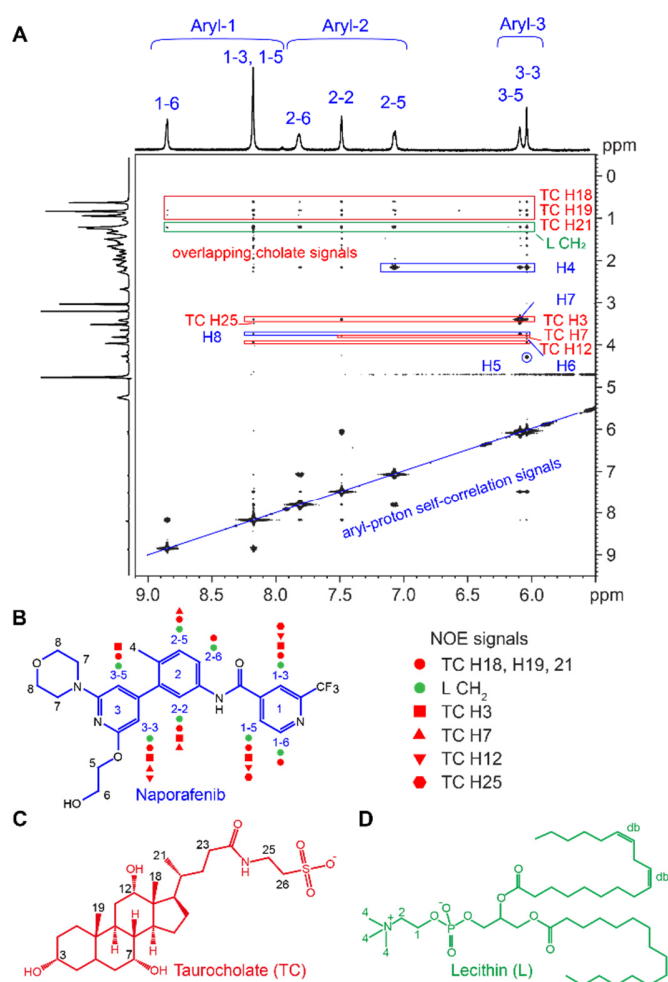 A
Aryl-1
Aryl-2
Aryl-3
1-3, 1-5
3-3
1-6
2-6
2-2
2-5
3-5
ppm
0
1
2
3
4
5
6
7
8
9
TC H18
TC H19
TC H21
L CH₂
overlapping cholate signals
H4
H7
TC H25
TC H3
H8
TC H7
TC H12
H5
H6
aryl-proton self-correlation signals
9.0
8.5
8.0
7.5
7.0
6.5
6.0
ppm
B
8
O
8
7
N
7
3-5
3
N
3-3
O
5
HO
6
4
2-5
2-6
2
2-2
N
H
O
1-3
1
CF₃
N
1-5
1-6
Naporafenib
NOE signals
TC H18, H19, 21
L CH₂
TC H3
TC H7
TC H12
TC H25
C
21
23
O
N
H
25
26
O
S
O
O⁻
OH
12
18
19
H
H
H
HO
3
7
OH
Taurocholate (TC)
D
db
db
O
O
4
4
4
N⁺
2
1
O
O⁻
P
O
O
O
O
Lecithin (L)